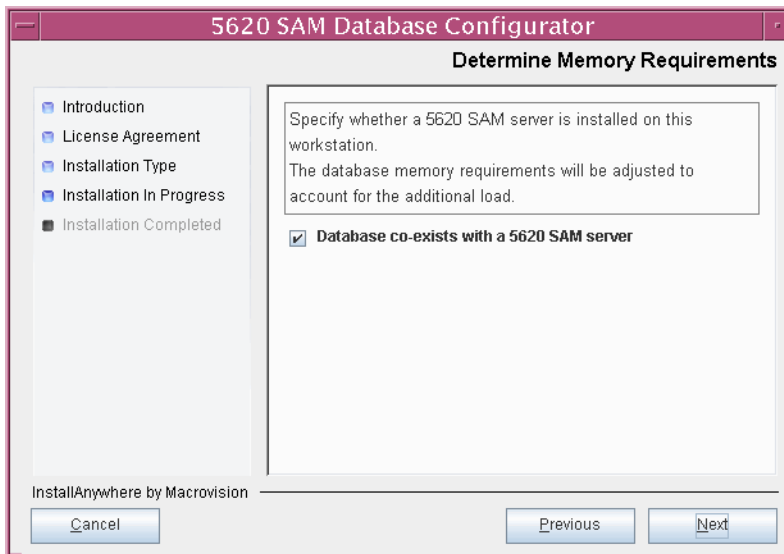 5620 SAM Database Configurator
Determine Memory Requirements
Introduction
License Agreement
Installation Type
Installation In Progress
Installation Completed
Specify whether a 5620 SAM server is installed on this
workstation.
The database memory requirements will be adjusted to
account for the additional load.
Database co-exists with a 5620 SAM server
InstallAnywhere by Macrovision
Cancel
Previous
Next